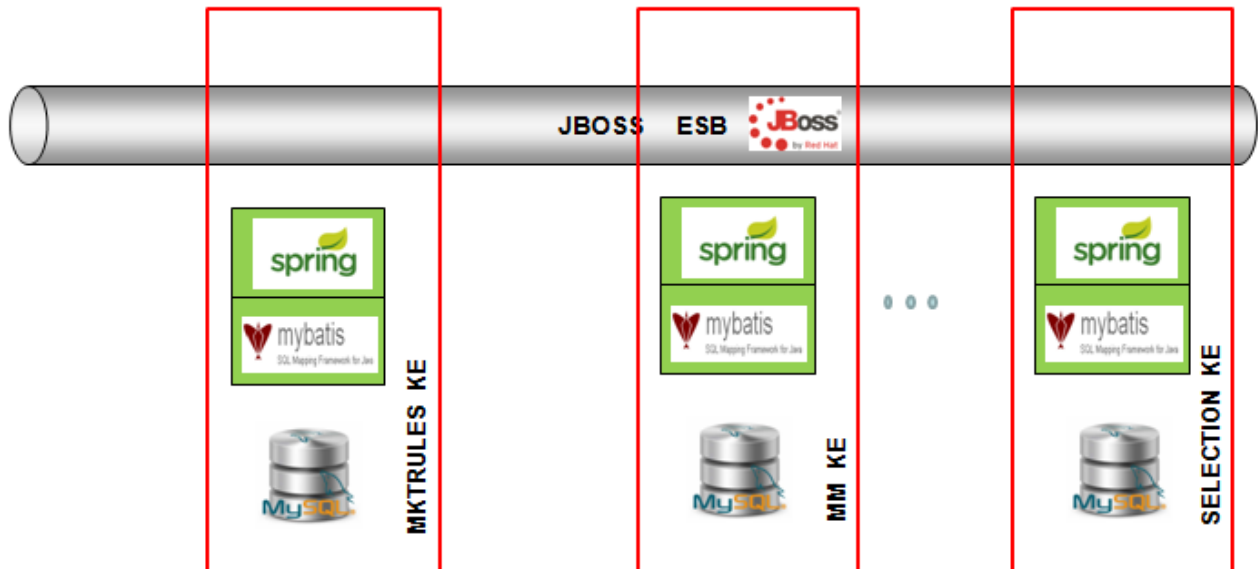 JBOSS ESB
JBoss
by Red Hat
spring
mybatis
SQL Mapping Framework for Java
MySQL
MKTRULES KE
spring
mybatis
SQL Mapping Framework for Java
MySQL
MM KE
spring
mybatis
SQL Mapping Framework for Java
MySQL
SELECTION KE